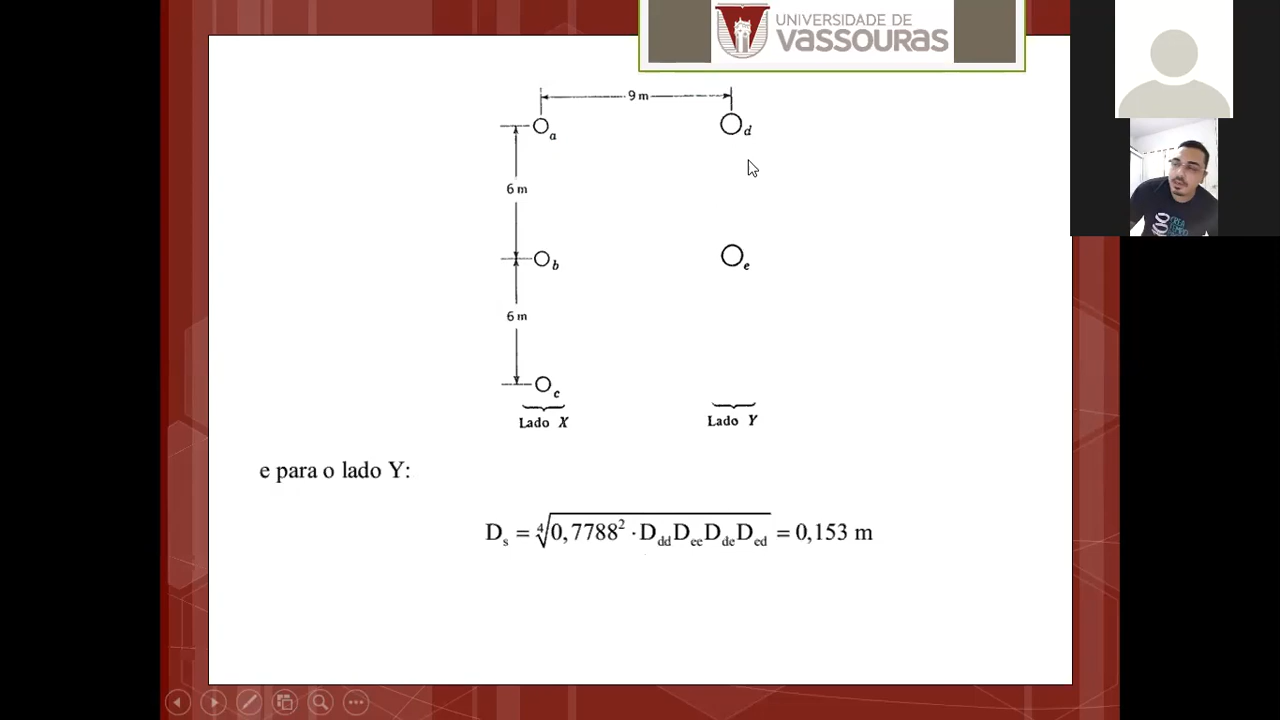 UNIVERSIDADE DE
VASSOURAS
9 m
a
d
6 m
b
e
6 m
c
Lado X
Lado Y
e para o lado Y:
D_s = ∜(0,7788² · D_dd D_ee D_de D_ed) = 0,153 m